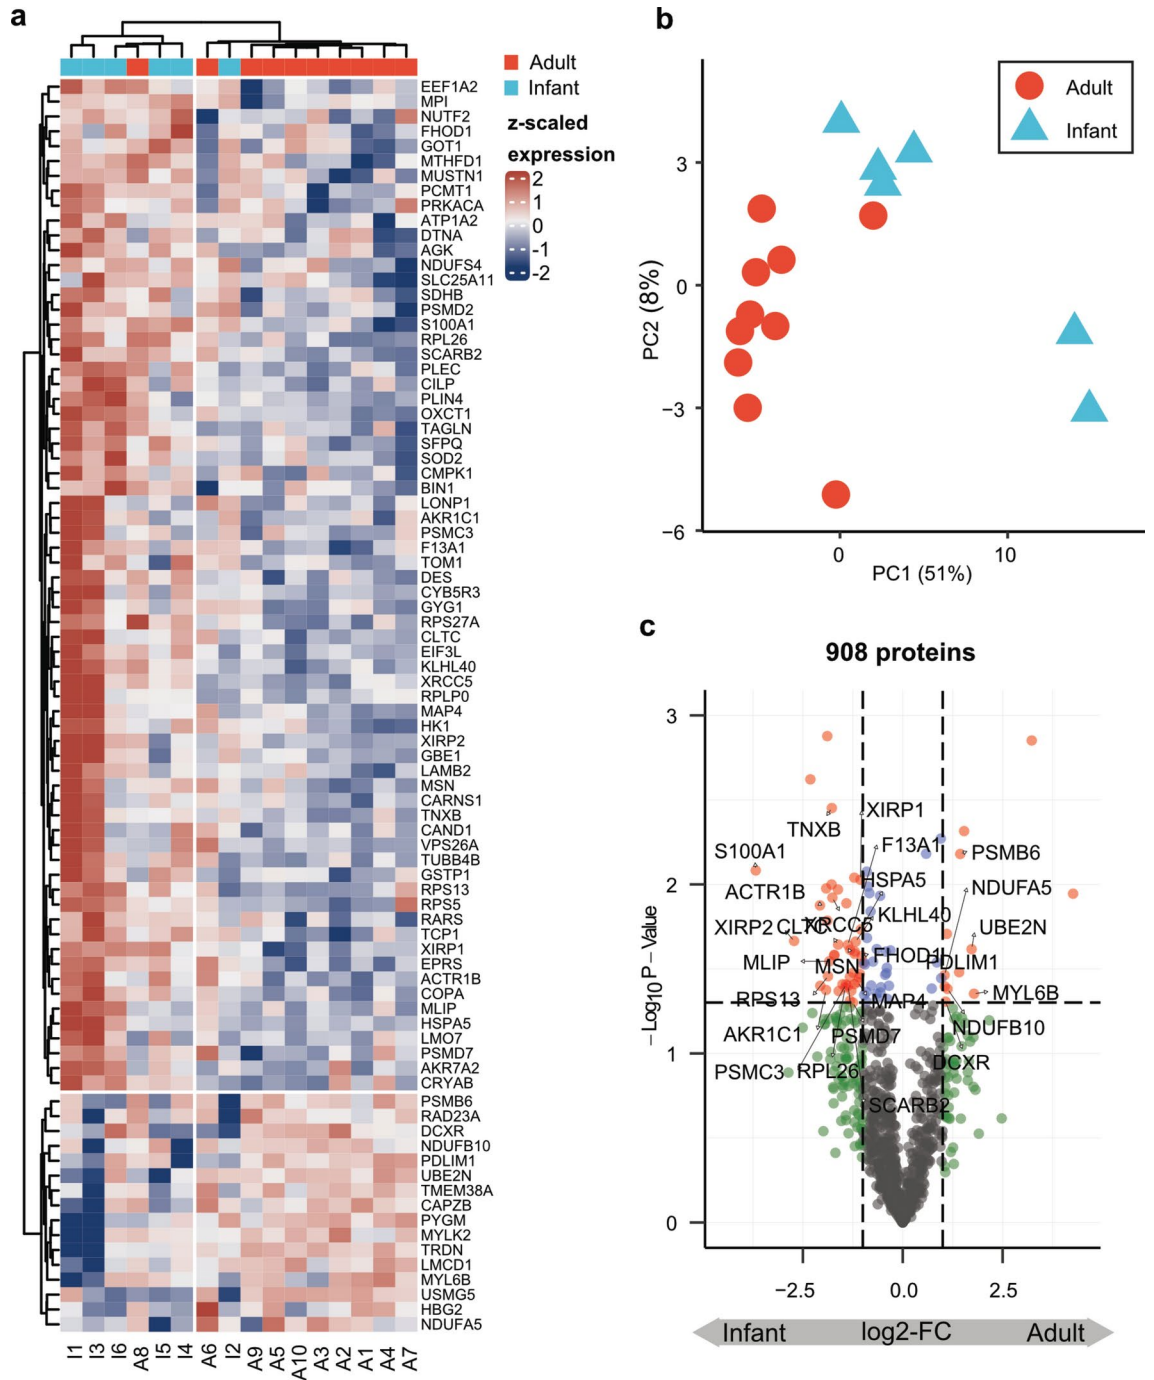 a
Adult
Infant
z-scaled
expression
2
1
0
-1
-2
EEF1A2
MPI
NUTF2
FHOD1
GOT1
MTHFD1
MUSTN1
PCMT1
PRKACA
ATP1A2
DTNA
AGK
NDUFS4
SLC25A11
SDHB
PSMD2
S100A1
RPL26
SCARB2
PLEC
CILP
PLIN4
OXCT1
TAGLN
SFPQ
SOD2
CMPK1
BIN1
LONP1
AKR1C1
PSMC3
F13A1
TOM1
DES
CYB5R3
GYG1
RPS27A
CLTC
EIF3L
KLHL40
XRCC5
RPLP0
MAP4
HK1
XIRP2
GBE1
LAMB2
MSN
CARNS1
TNXB
CAND1
VPS26A
TUBB4B
GSTP1
RPS13
RPS5
RARS
TCP1
XIRP1
EPRS
ACTR1B
COPA
MLIP
HSPA5
LMO7
PSMD7
AKR7A2
CRYAB
PSMB6
RAD23A
DCXR
NDUFB10
PDLIM1
UBE2N
TMEM38A
CAPZB
PYGM
MYLK2
TRDN
LMCD1
MYL6B
USMG5
HBG2
NDUFA5
I1 I3 I6 A8 I5 I4 A6 I2 A9 A5 A10 A3 A2 A1 A4 A7
b
Adult
Infant
PC2 (8%)
3
0
−3
−6
0 10
PC1 (51%)
c
908 proteins
−Log10 P−Value
3
2
1
0
XIRP1
TNXB
F13A1
S100A1
PSMB6
HSPA5
ACTR1B
NDUFA5
KLHL40
XIRP2
CLTC
XRCC5
UBE2N
FHOD1
PDLIM1
MLIP
MSN
RPS13
MAP4
MYL6B
AKR1C1
PSMD7
NDUFB10
PSMC3
RPL26
DCXR
SCARB2
−2.5 0.0 2.5
Infant log2-FC Adult